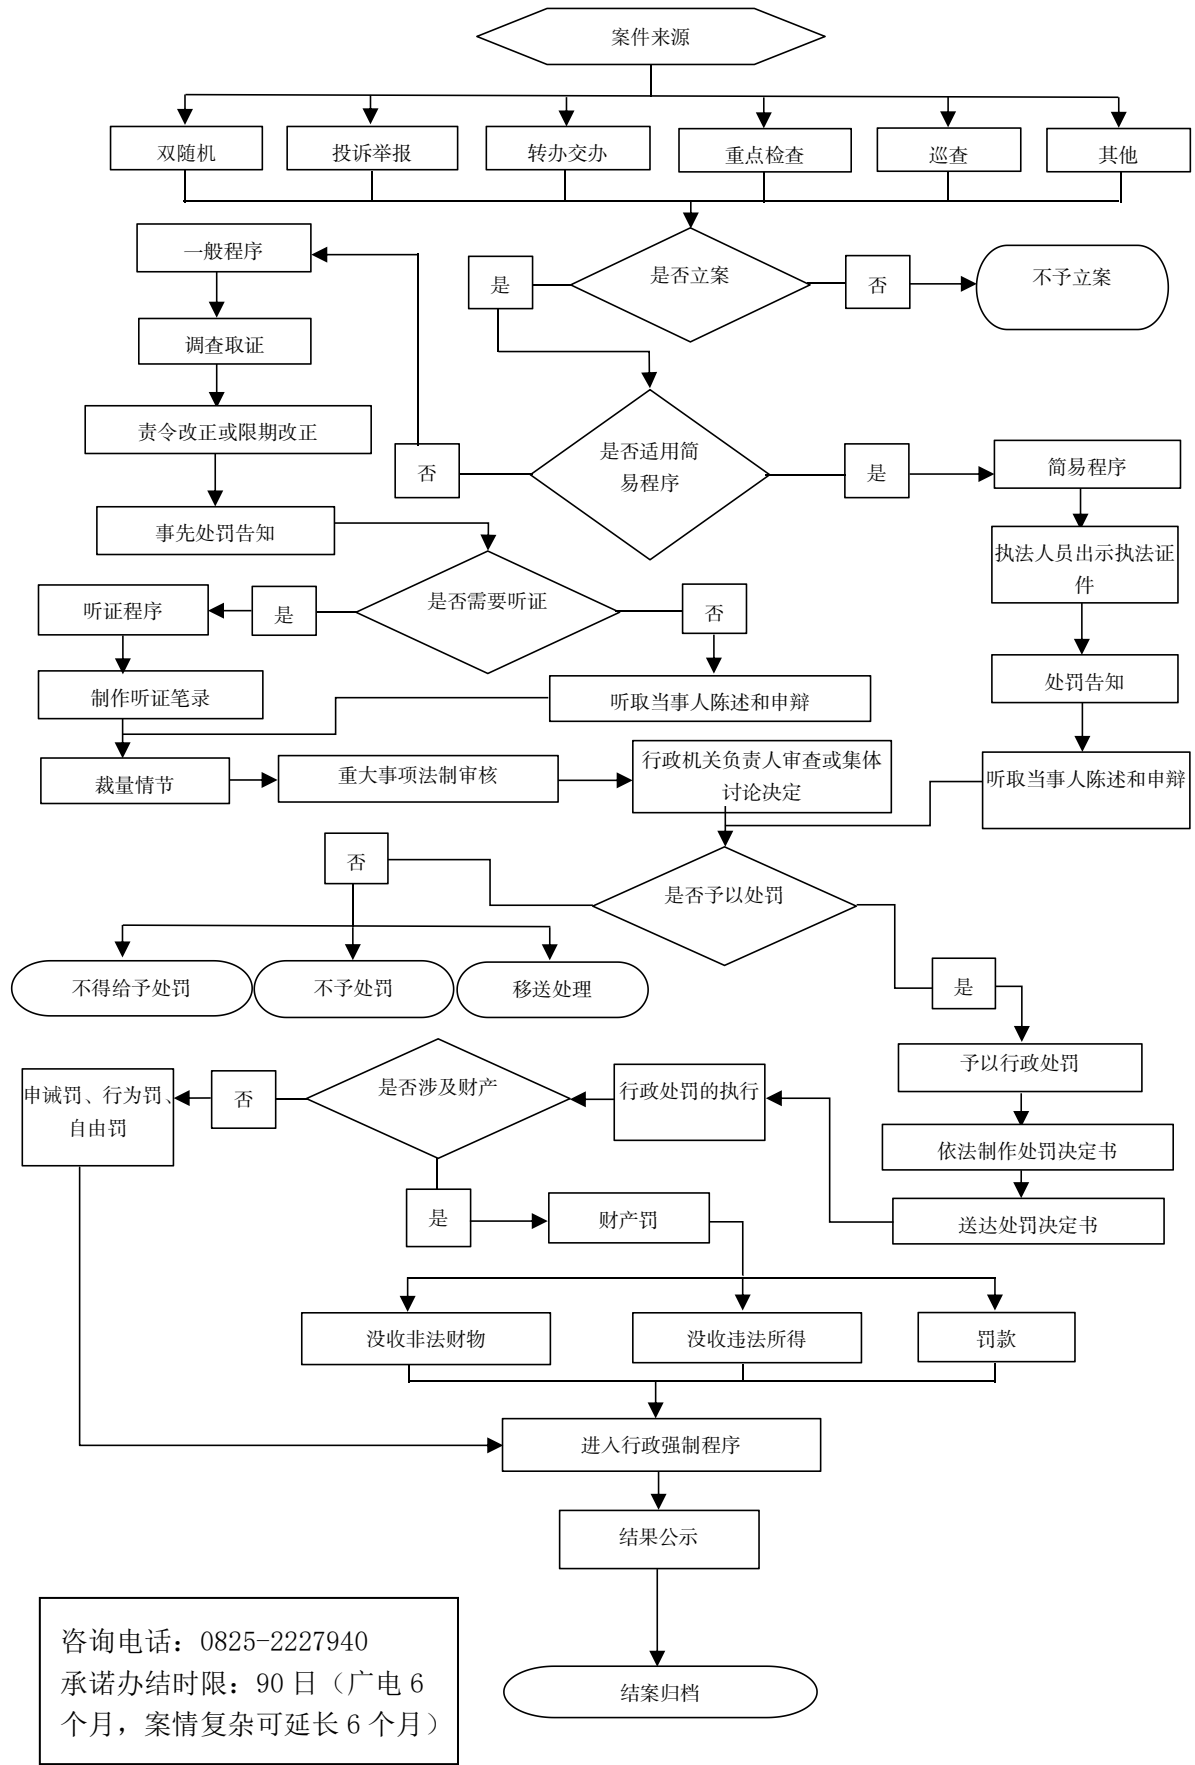 案件来源
双随机
投诉举报
转办交办
重点检查
巡查
其他
一般程序
是
是否立案
否
不予立案
调查取证
责令改正或限期改正
否
是否适用简
易程序
是
简易程序
事先处罚告知
执法人员出示执法证
件
听证程序
是
是否需要听证
否
处罚告知
制作听证笔录
听取当事人陈述和申辩
裁量情节
重大事项法制审核
行政机关负责人审查或集体
讨论决定
听取当事人陈述和申辩
否
是否予以处罚
不得给予处罚
不予处罚
移送处理
是
予以行政处罚
申诫罚、行为罚、
自由罚
否
是否涉及财产
行政处罚的执行
依法制作处罚决定书
是
财产罚
送达处罚决定书
没收非法财物
没收违法所得
罚款
进入行政强制程序
结果公示
结案归档
咨询电话：0825-2227940
承诺办结时限：90日（广电6
个月，案情复杂可延长6个月）